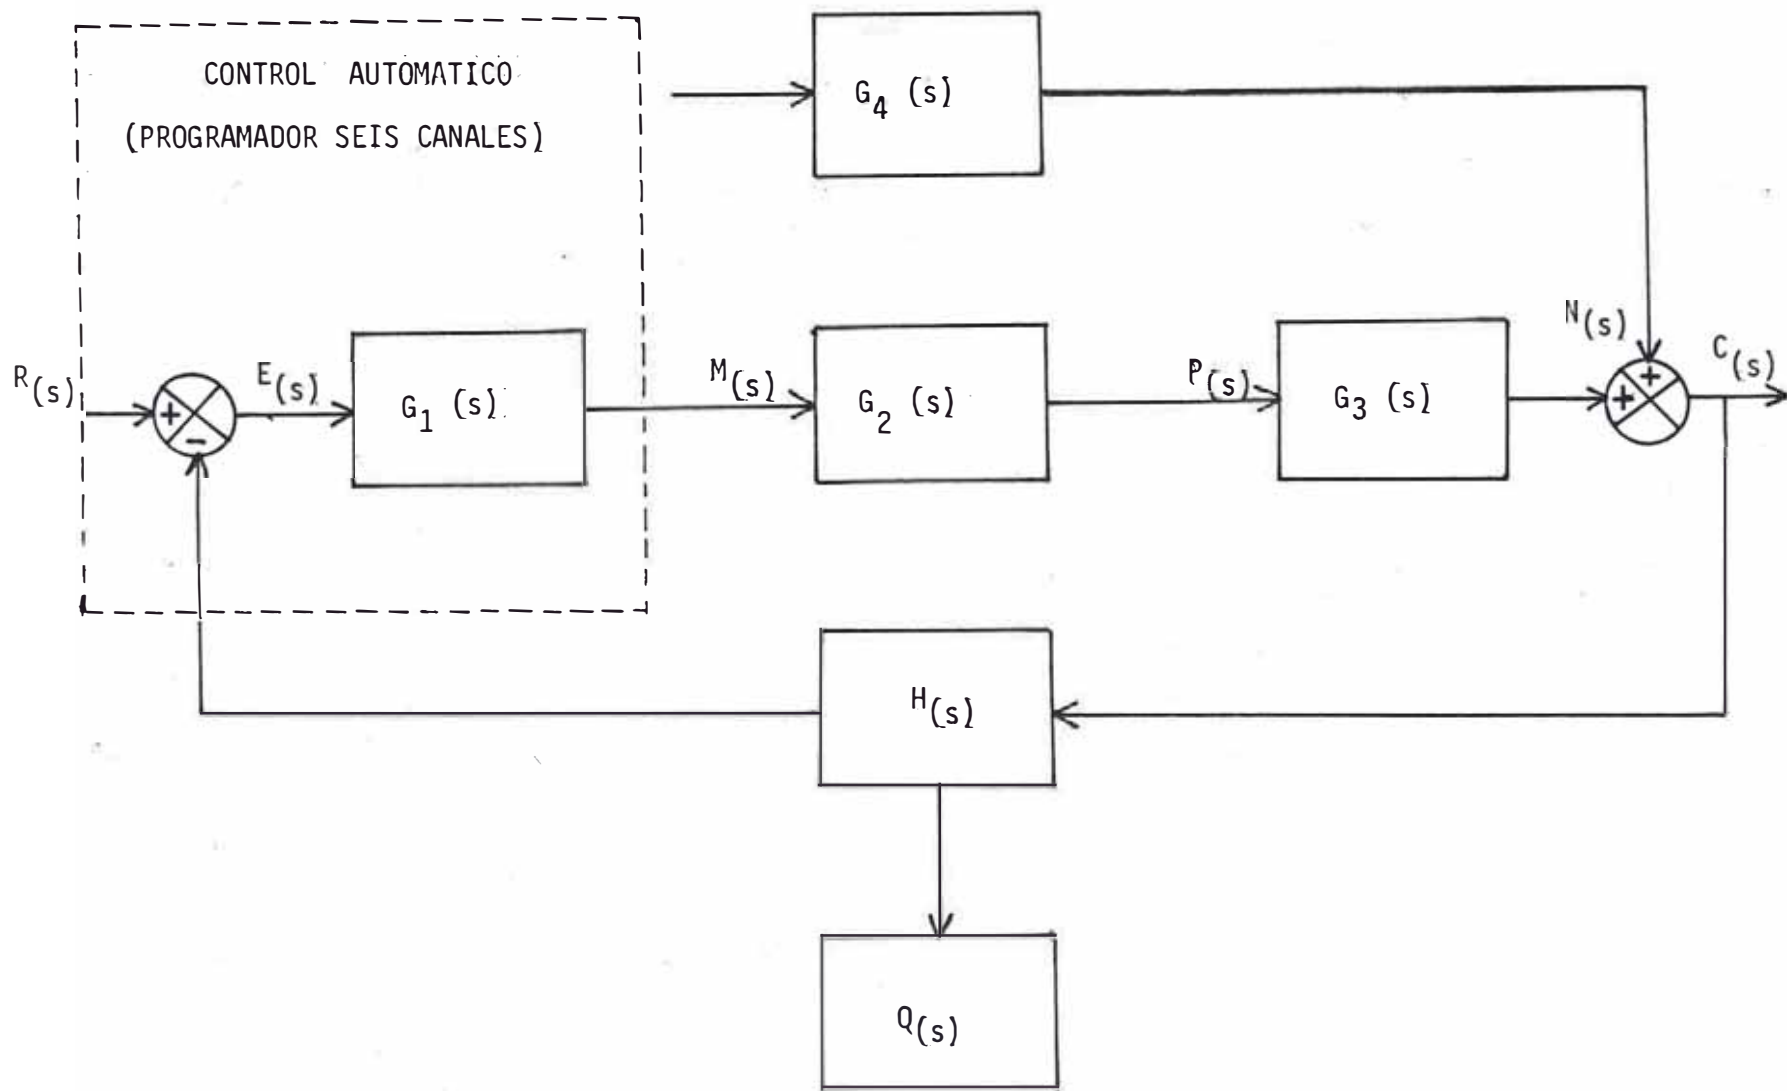 CONTROL AUTOMATICO
(PROGRAMADOR SEIS CANALES)
G4 (s)
N(s)
R(s)
+
-
E(s)
G1 (s)
M(s)
G2 (s)
P(s)
G3 (s)
+
+
C(s)
H(s)
Q(s)